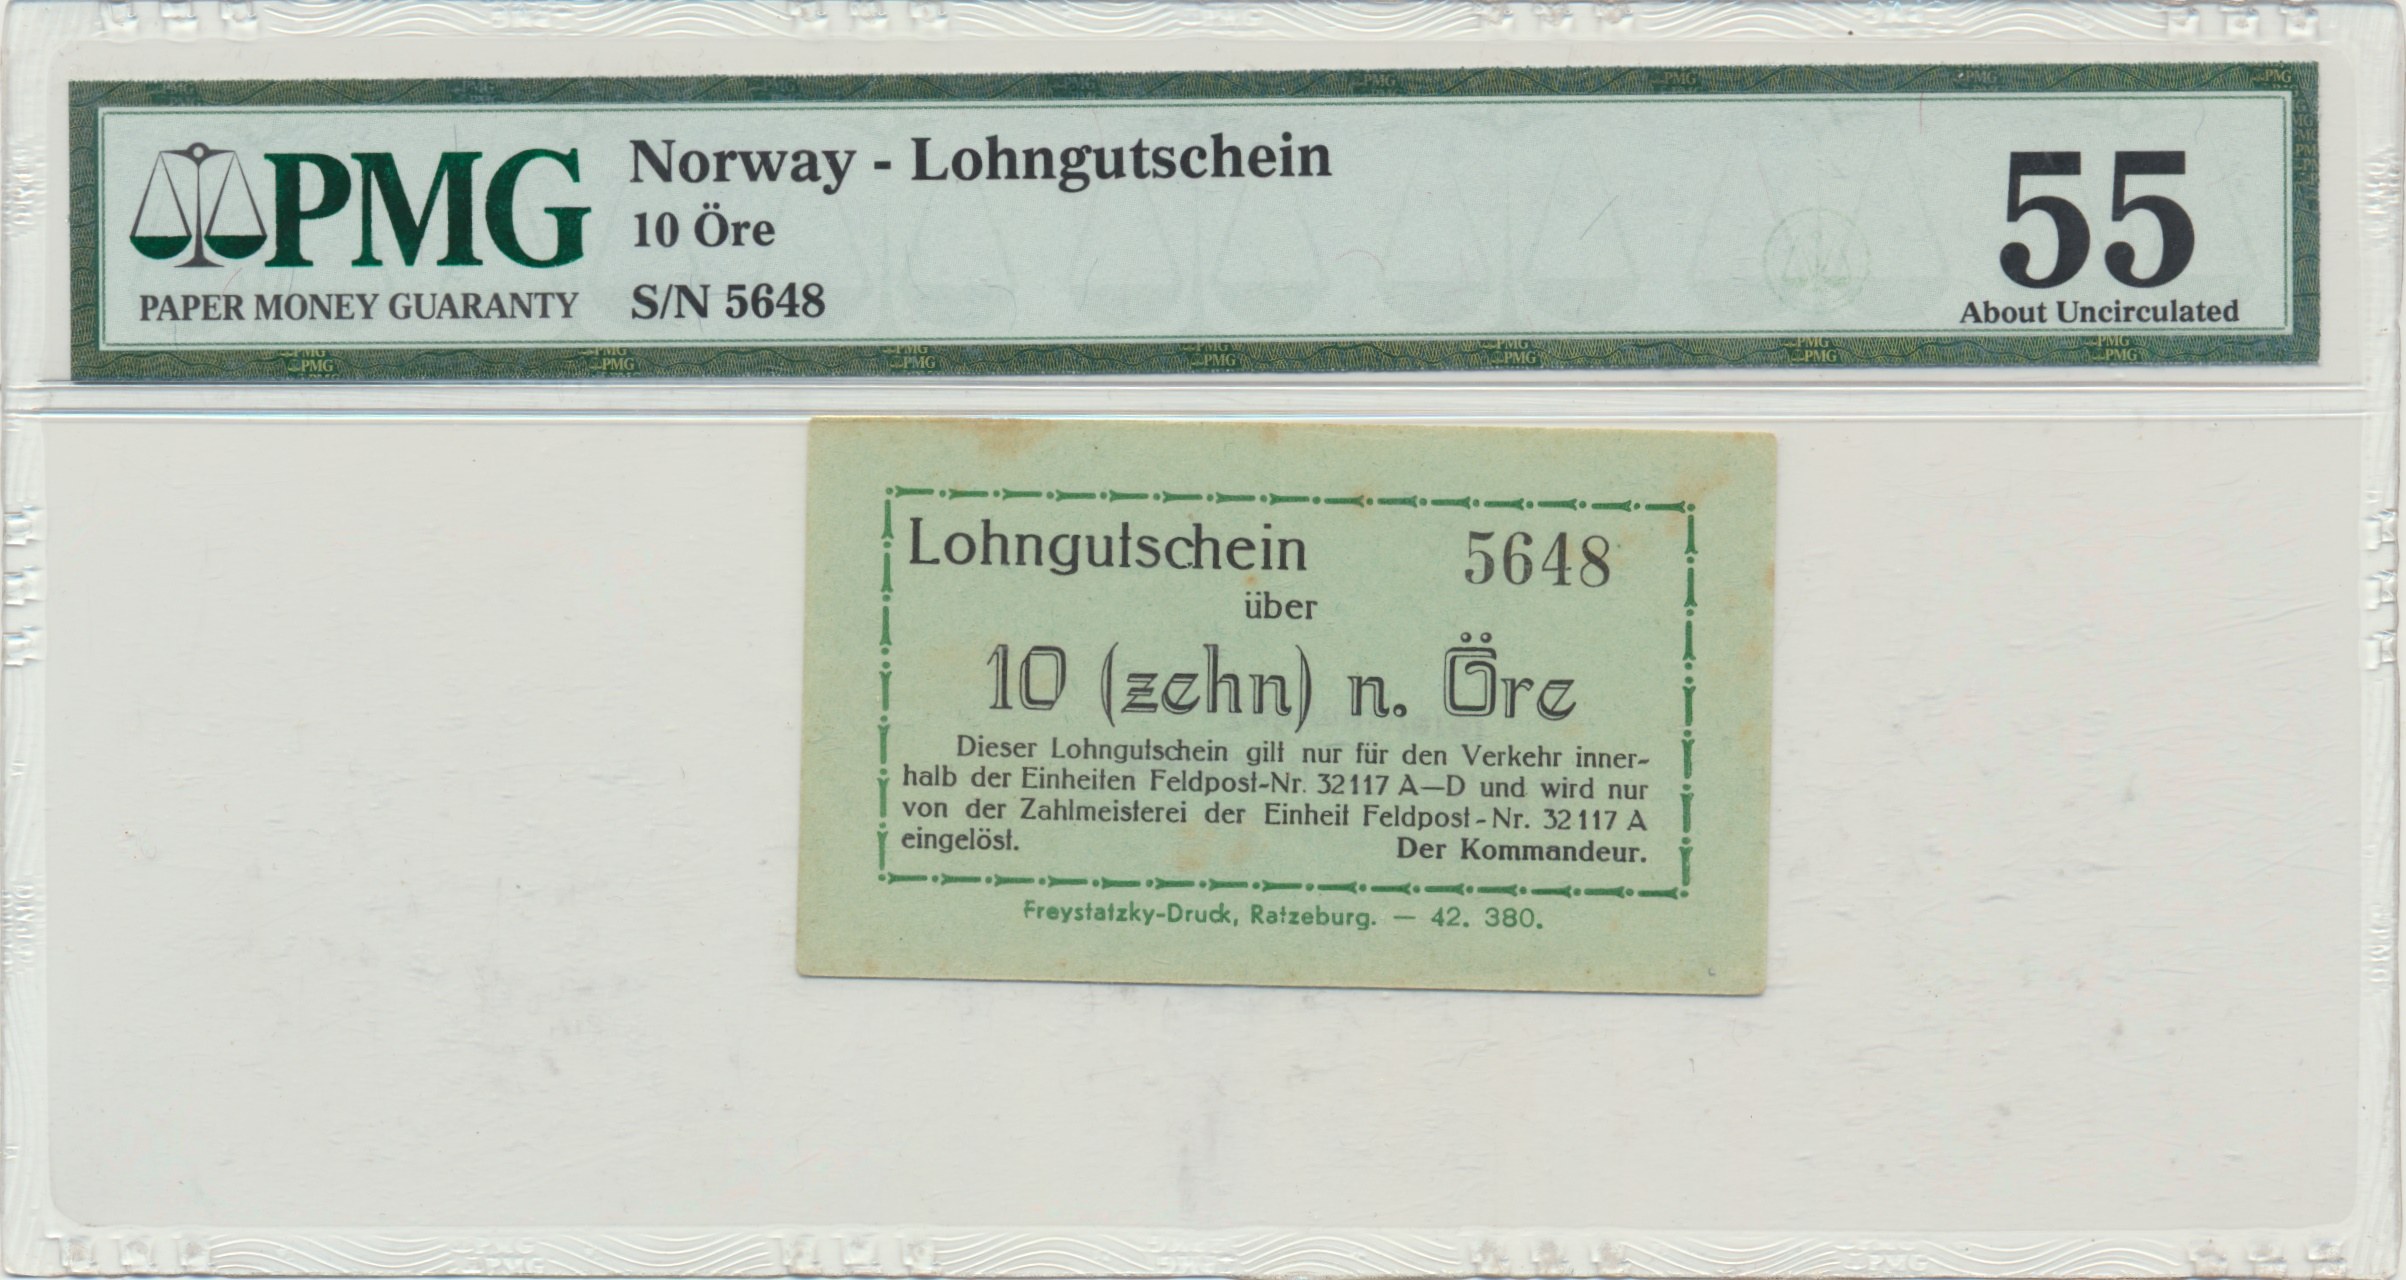 PMG
PAPER MONEY GUARANTY
Norway - Lohngutschein
10 Öre
S/N 5648
55
About Uncirculated
Lohngutschein 5648
über
10 (zehn) n. Öre
Dieser Lohngutschein gilt nur für den Verkehr inner-
halb der Einheiten Feldpost-Nr. 32117 A—D und wird nur
von der Zahlmeisterei der Einheit Feldpost-Nr. 32117 A
eingelöst. Der Kommandeur.
Freystatzky-Druck, Ratzeburg. — 42. 380.